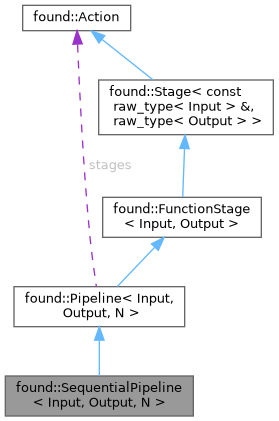 found::Action
found::Stage< const
raw_type< Input > &,
raw_type< Output > >
stages
found::FunctionStage
< Input, Output >
found::Pipeline< Input,
Output, N >
found::SequentialPipeline
< Input, Output, N >